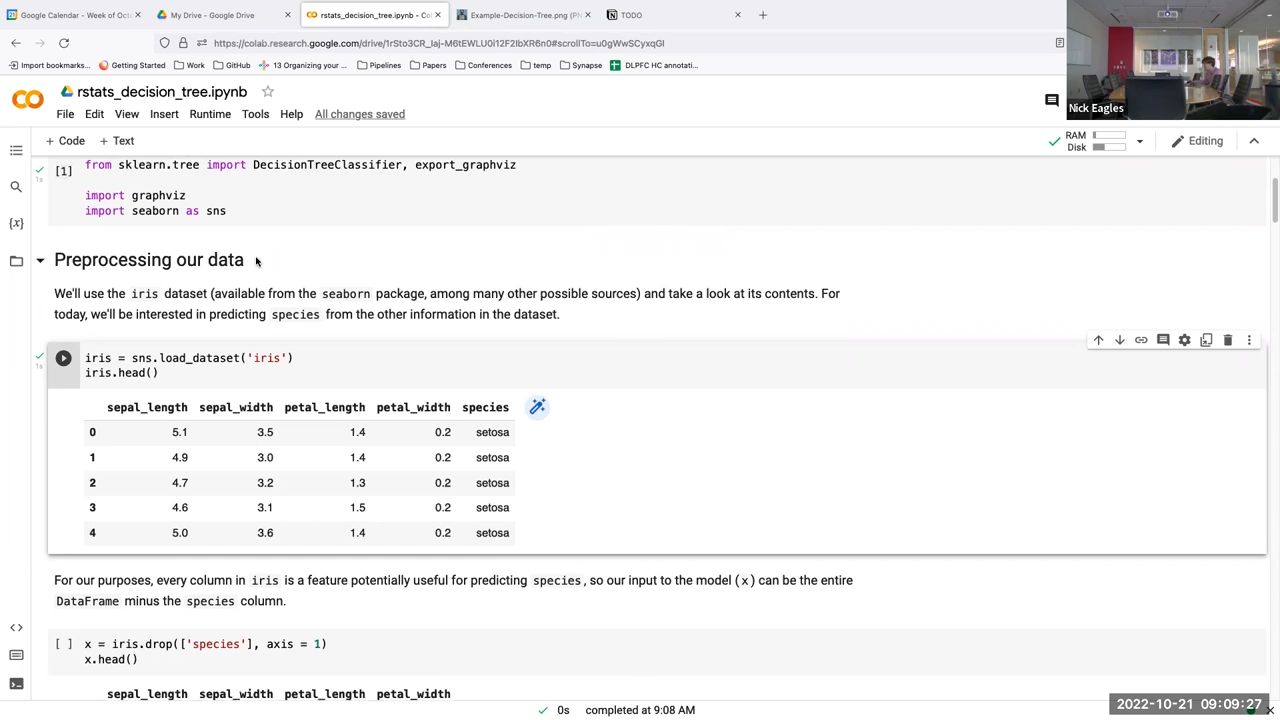 Google Calendar - Week of Oct
My Drive - Google Drive
rstats_decision_tree.ipynb - Col
Example-Decision-Tree.png (PN
TODO
https://colab.research.google.com/drive/1rSto3CR_Iaj-M6tEWLU0i12F2IbXR6n0#scrollTo=u0gWwSCyxqGl
Import bookmarks...
Getting Started
Work
GitHub
13 Organizing your ...
Pipelines
Papers
Conferences
temp
Synapse
DLPFC HC annotati...
Nick Eagles
rstats_decision_tree.ipynb
File Edit View Insert Runtime Tools Help All changes saved
+ Code + Text
RAM
Disk
Editing
[1] from sklearn.tree import DecisionTreeClassifier, export_graphviz
1s
import graphviz
import seaborn as sns
Preprocessing our data
We'll use the iris dataset (available from the seaborn package, among many other possible sources) and take a look at its contents. For
today, we'll be interested in predicting species from the other information in the dataset.
iris = sns.load_dataset('iris')
1s
iris.head()
sepal_length sepal_width petal_length petal_width species
0 5.1 3.5 1.4 0.2 setosa
1 4.9 3.0 1.4 0.2 setosa
2 4.7 3.2 1.3 0.2 setosa
3 4.6 3.1 1.5 0.2 setosa
4 5.0 3.6 1.4 0.2 setosa
For our purposes, every column in iris is a feature potentially useful for predicting species, so our input to the model (x) can be the entire
DataFrame minus the species column.
[ ] x = iris.drop(['species'], axis = 1)
x.head()
sepal_length sepal_width petal_length petal_width
0s completed at 9:08 AM
2022-10-21 09:09:27